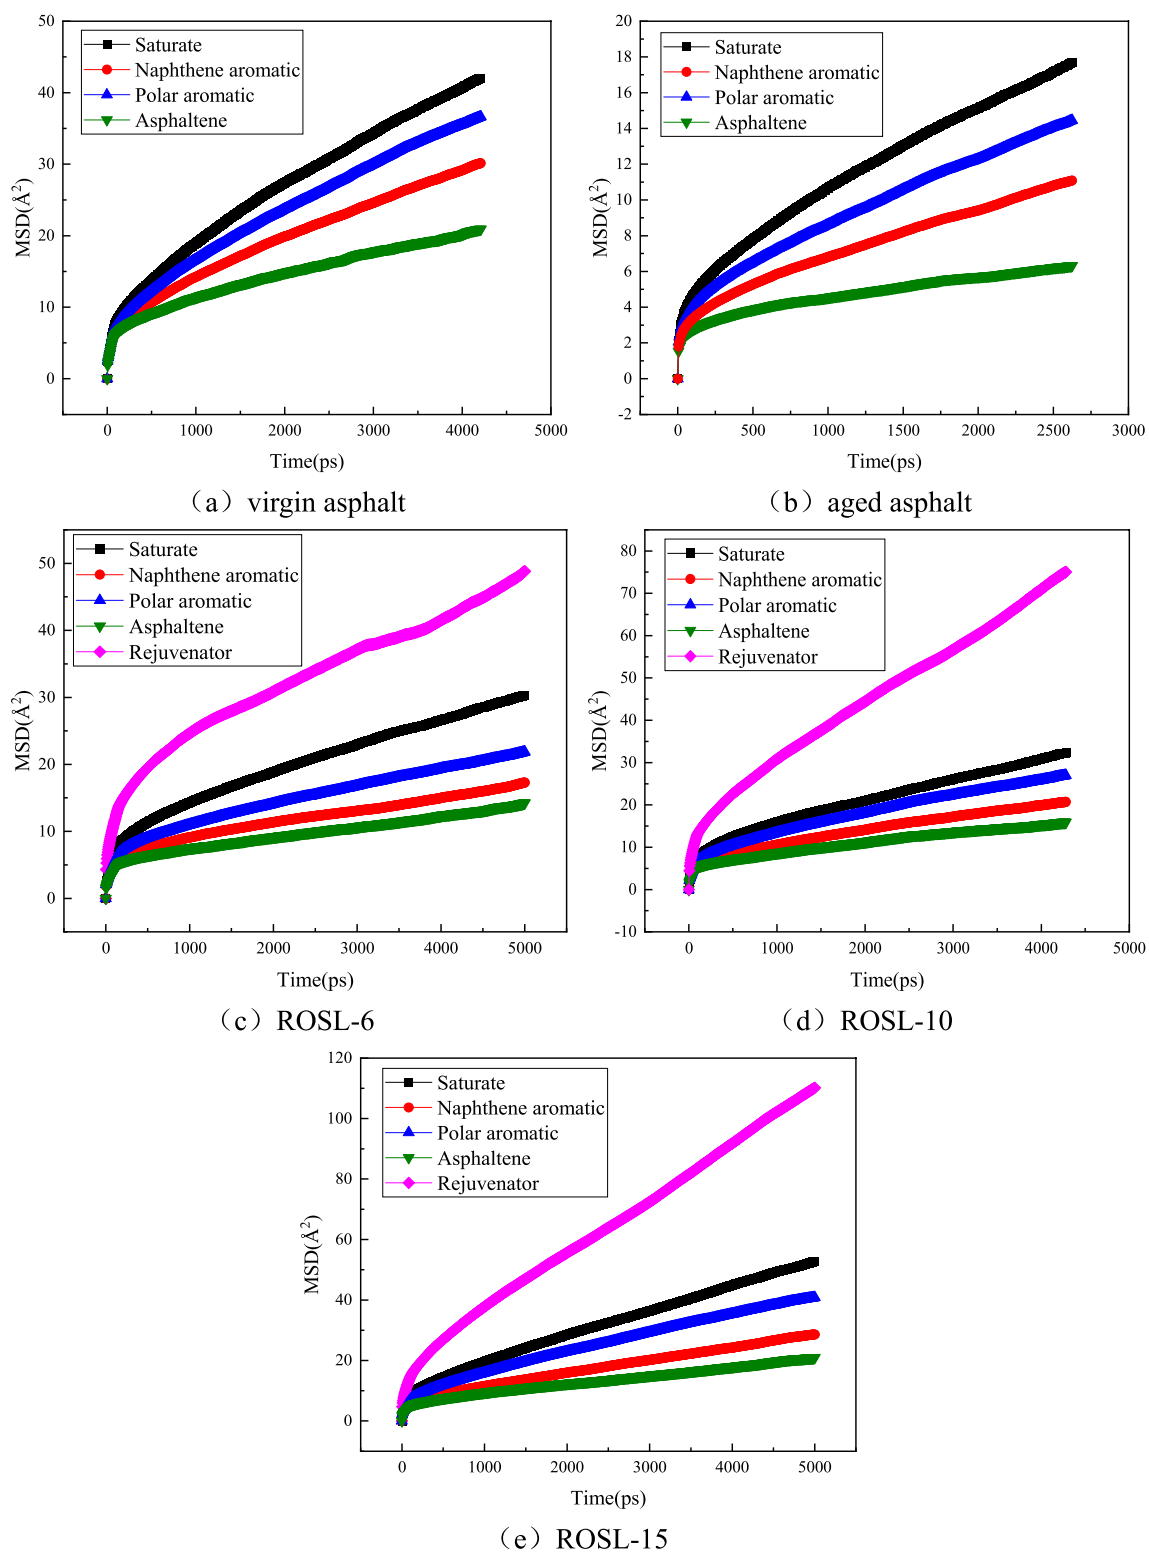 50
40
30
20
10
0
MSD(Å²)
Saturate
Naphthene aromatic
Polar aromatic
Asphaltene
0 1000 2000 3000 4000 5000
Time(ps)
（a）virgin asphalt
20
18
16
14
12
10
8
6
4
2
0
-2
MSD(Å²)
Saturate
Naphthene aromatic
Polar aromatic
Asphaltene
0 500 1000 1500 2000 2500 3000
Time(ps)
（b）aged asphalt
50
40
30
20
10
0
MSD(Å²)
Saturate
Naphthene aromatic
Polar aromatic
Asphaltene
Rejuvenator
0 1000 2000 3000 4000 5000
Time(ps)
（c）ROSL-6
80
70
60
50
40
30
20
10
0
-10
MSD(Å²)
Saturate
Naphthene aromatic
Polar aromatic
Asphaltene
Rejuvenator
0 1000 2000 3000 4000 5000
Time(ps)
（d）ROSL-10
120
100
80
60
40
20
0
MSD(Å²)
Saturate
Naphthene aromatic
Polar aromatic
Asphaltene
Rejuvenator
0 1000 2000 3000 4000 5000
Time(ps)
（e）ROSL-15